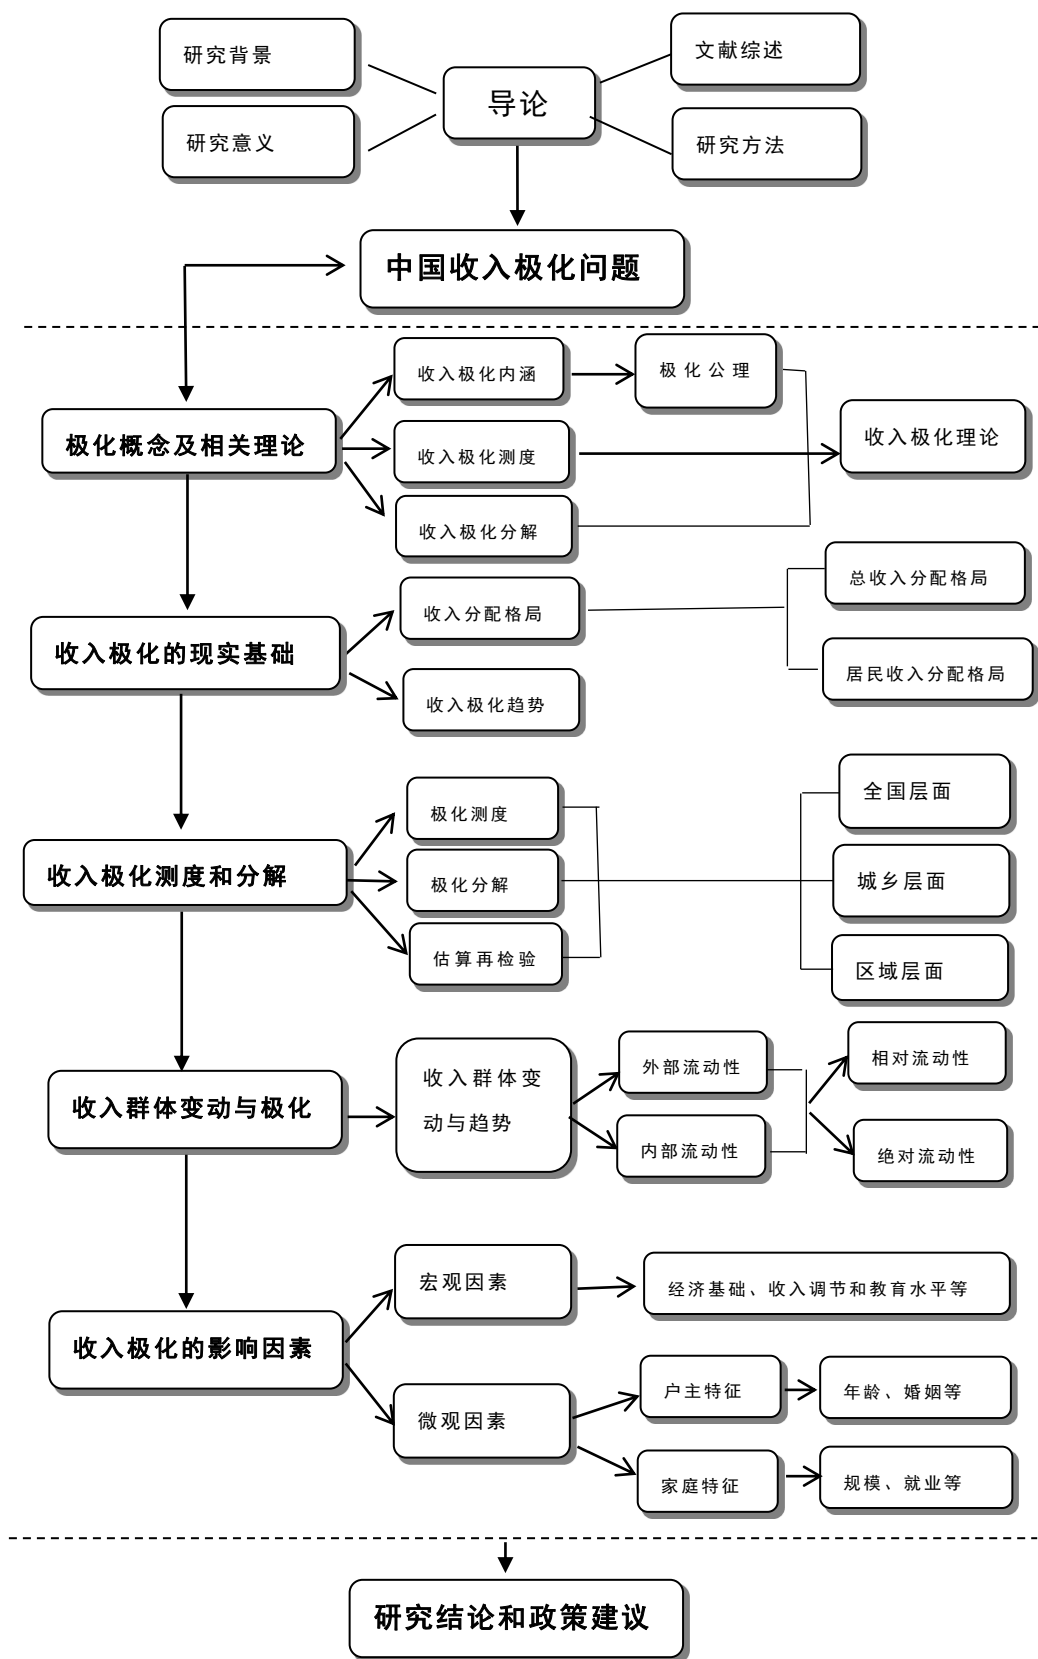 研究背景
文献综述
导论
研究意义
研究方法
中国收入极化问题
收入极化内涵
极化公理
极化概念及相关理论
收入极化测度
收入极化理论
收入极化分解
总收入分配格局
收入分配格局
收入极化的现实基础
居民收入分配格局
收入极化趋势
全国层面
极化测度
收入极化测度和分解
极化分解
城乡层面
估算再检验
区域层面
收入群体变
动与趋势
外部流动性
相对流动性
收入群体变动与极化
内部流动性
绝对流动性
宏观因素
经济基础、收入调节和教育水平等
收入极化的影响因素
户主特征
年龄、婚姻等
微观因素
家庭特征
规模、就业等
研究结论和政策建议